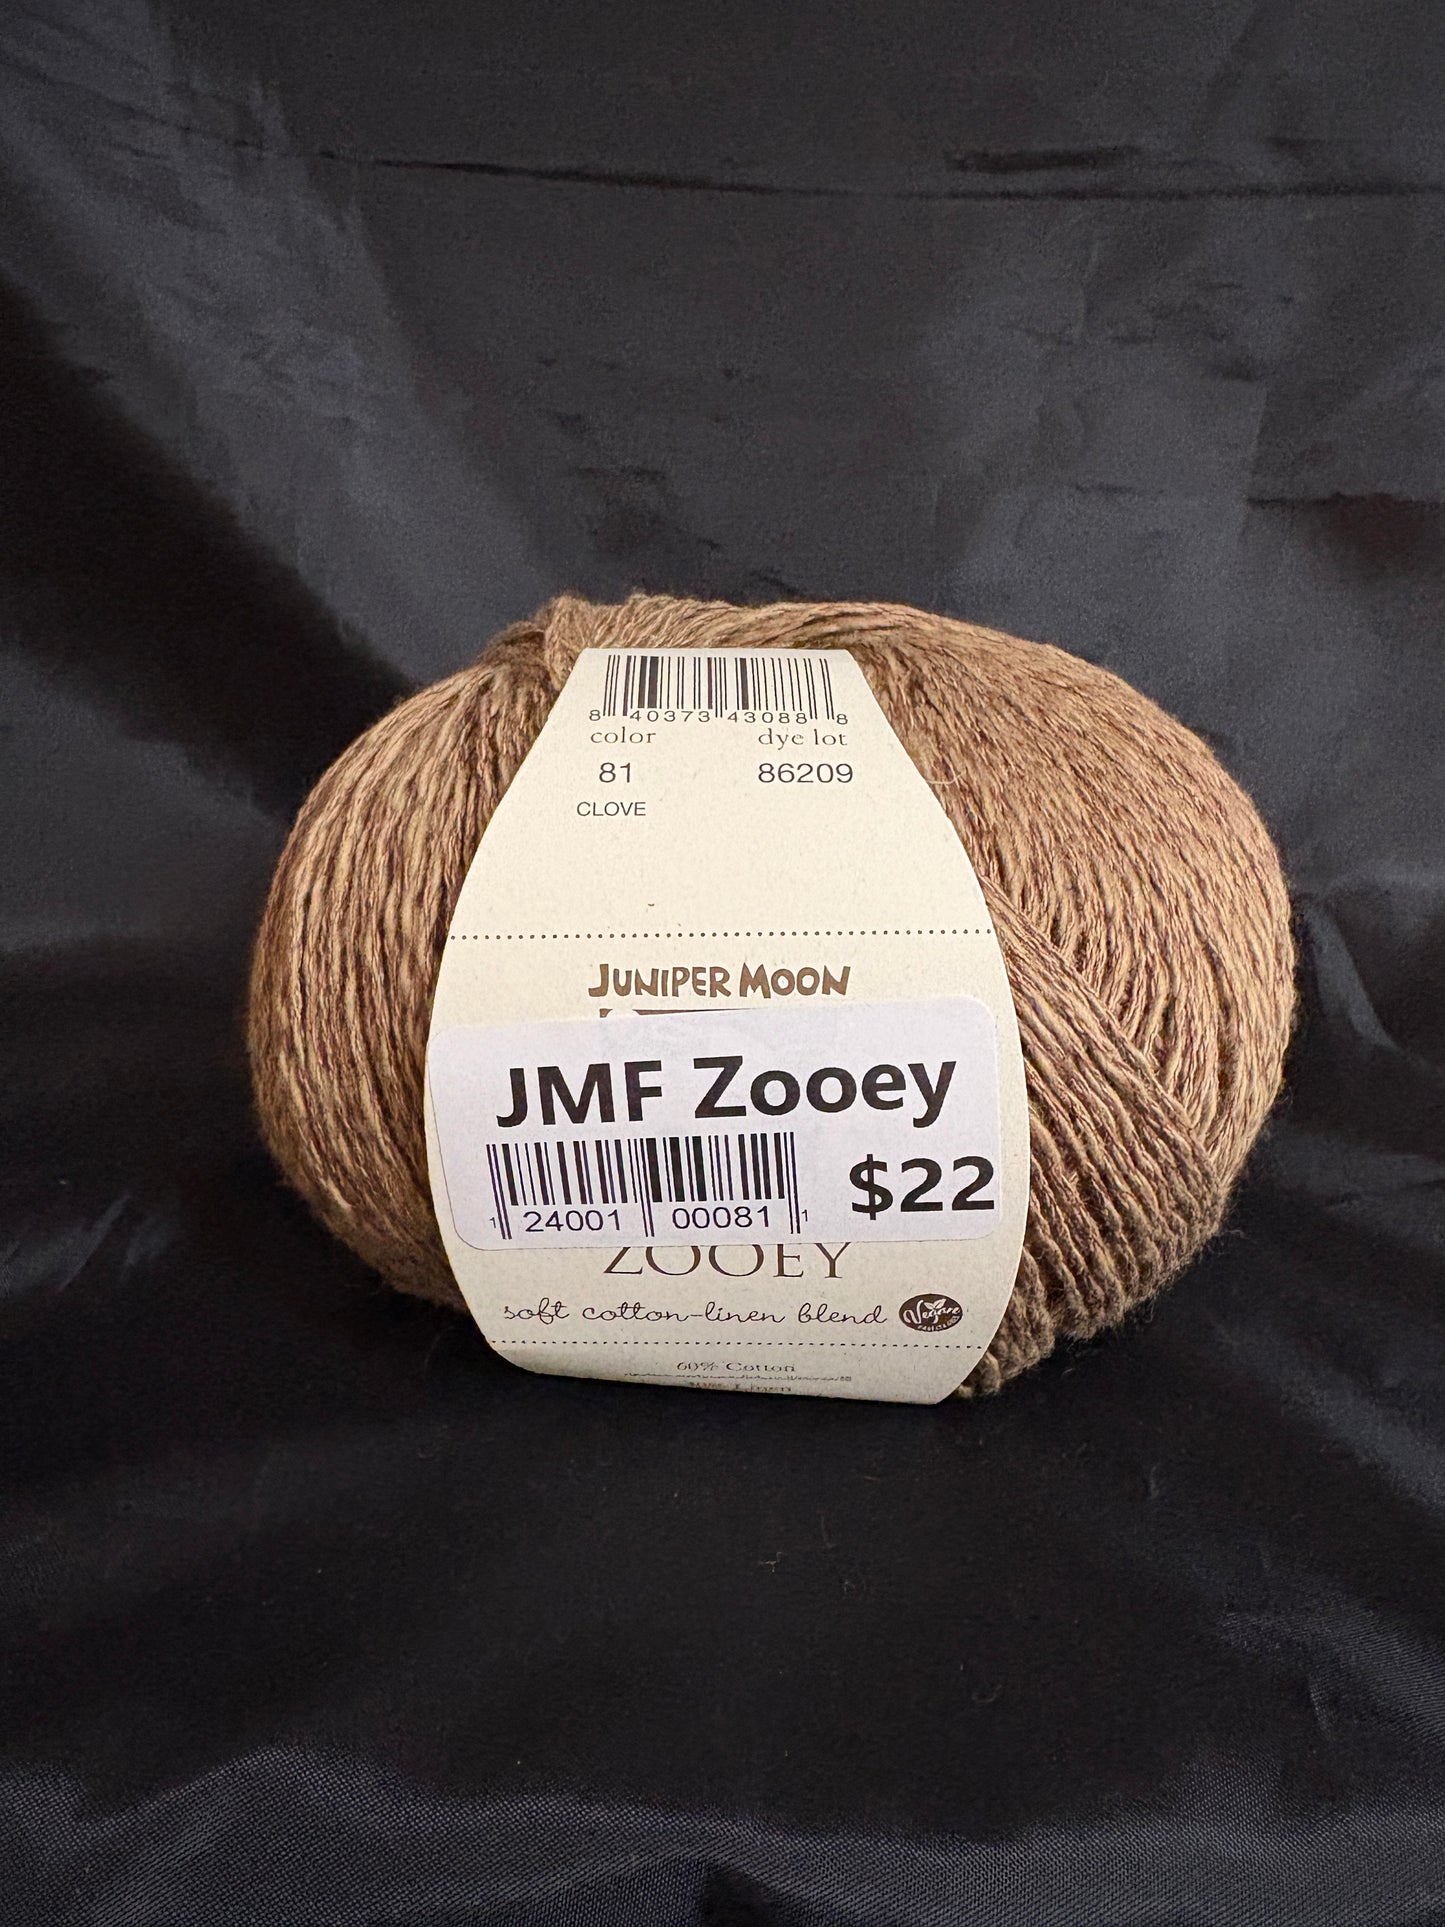 8 40373 43088 8
color dye lot
81 86209
CLOVE
JUNIPER MOON
JMF Zooey
1 24001 00081 1
$22
ZOOEY
soft cotton-linen blend
Vegan
60% Cotton